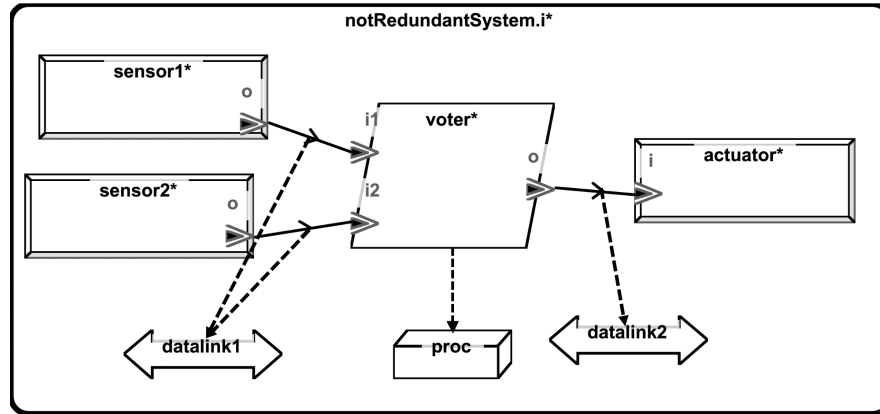 notRedundantSystem.i*
sensor1*
o
i1
voter*
o
actuator*
i
sensor2*
o
i2
datalink1
proc
datalink2